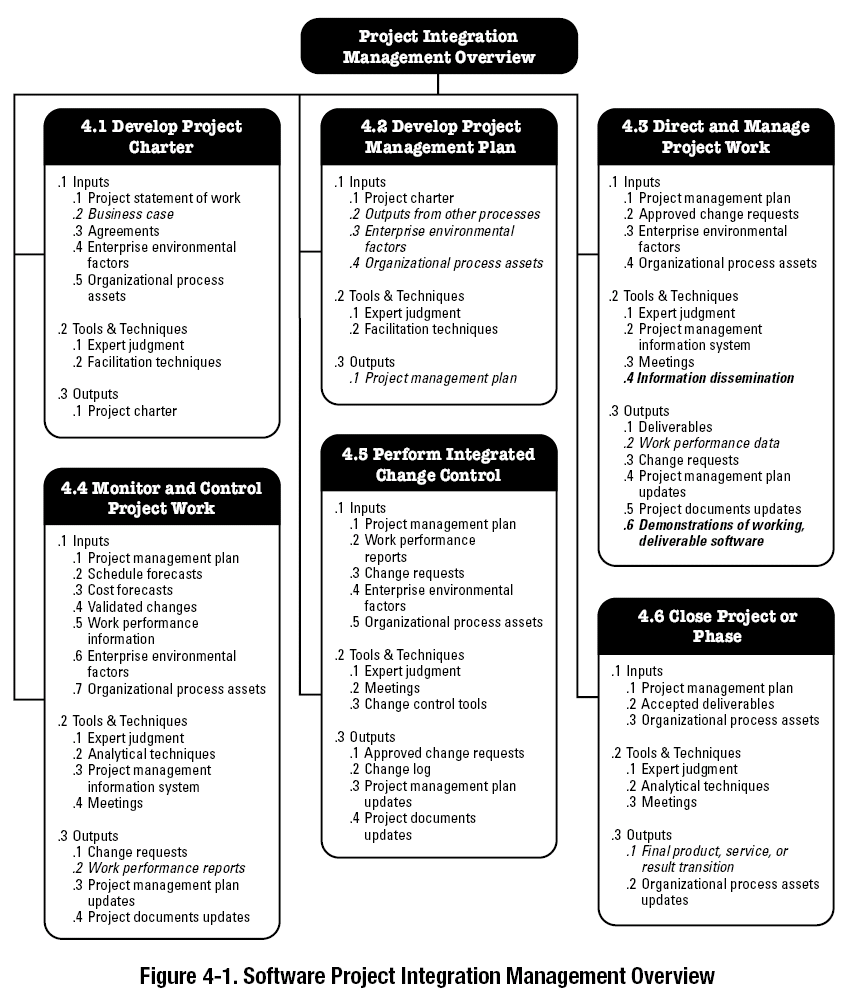 Project Integration
Management Overview
4.1 Develop Project
Charter
.1 Inputs
.1 Project statement of work
.2 Business case
.3 Agreements
.4 Enterprise environmental
factors
.5 Organizational process
assets
.2 Tools & Techniques
.1 Expert judgment
.2 Facilitation techniques
.3 Outputs
.1 Project charter
4.2 Develop Project
Management Plan
.1 Inputs
.1 Project charter
.2 Outputs from other processes
.3 Enterprise environmental
factors
.4 Organizational process assets
.2 Tools & Techniques
.1 Expert judgment
.2 Facilitation techniques
.3 Outputs
.1 Project management plan
4.3 Direct and Manage
Project Work
.1 Inputs
.1 Project management plan
.2 Approved change requests
.3 Enterprise environmental
factors
.4 Organizational process assets
.2 Tools & Techniques
.1 Expert judgment
.2 Project management
information system
.3 Meetings
.4 Information dissemination
.3 Outputs
.1 Deliverables
.2 Work performance data
.3 Change requests
.4 Project management plan
updates
.5 Project documents updates
.6 Demonstrations of working,
deliverable software
4.4 Monitor and Control
Project Work
.1 Inputs
.1 Project management plan
.2 Schedule forecasts
.3 Cost forecasts
.4 Validated changes
.5 Work performance
information
.6 Enterprise environmental
factors
.7 Organizational process assets
.2 Tools & Techniques
.1 Expert judgment
.2 Analytical techniques
.3 Project management
information system
.4 Meetings
.3 Outputs
.1 Change requests
.2 Work performance reports
.3 Project management plan
updates
.4 Project documents updates
4.5 Perform Integrated
Change Control
.1 Inputs
.1 Project management plan
.2 Work performance
reports
.3 Change requests
.4 Enterprise environmental
factors
.5 Organizational process assets
.2 Tools & Techniques
.1 Expert judgment
.2 Meetings
.3 Change control tools
.3 Outputs
.1 Approved change requests
.2 Change log
.3 Project management plan
updates
.4 Project documents
updates
4.6 Close Project or
Phase
.1 Inputs
.1 Project management plan
.2 Accepted deliverables
.3 Organizational process assets
.2 Tools & Techniques
.1 Expert judgment
.2 Analytical techniques
.3 Meetings
.3 Outputs
.1 Final product, service, or
result transition
.2 Organizational process assets
updates
Figure 4-1. Software Project Integration Management Overview